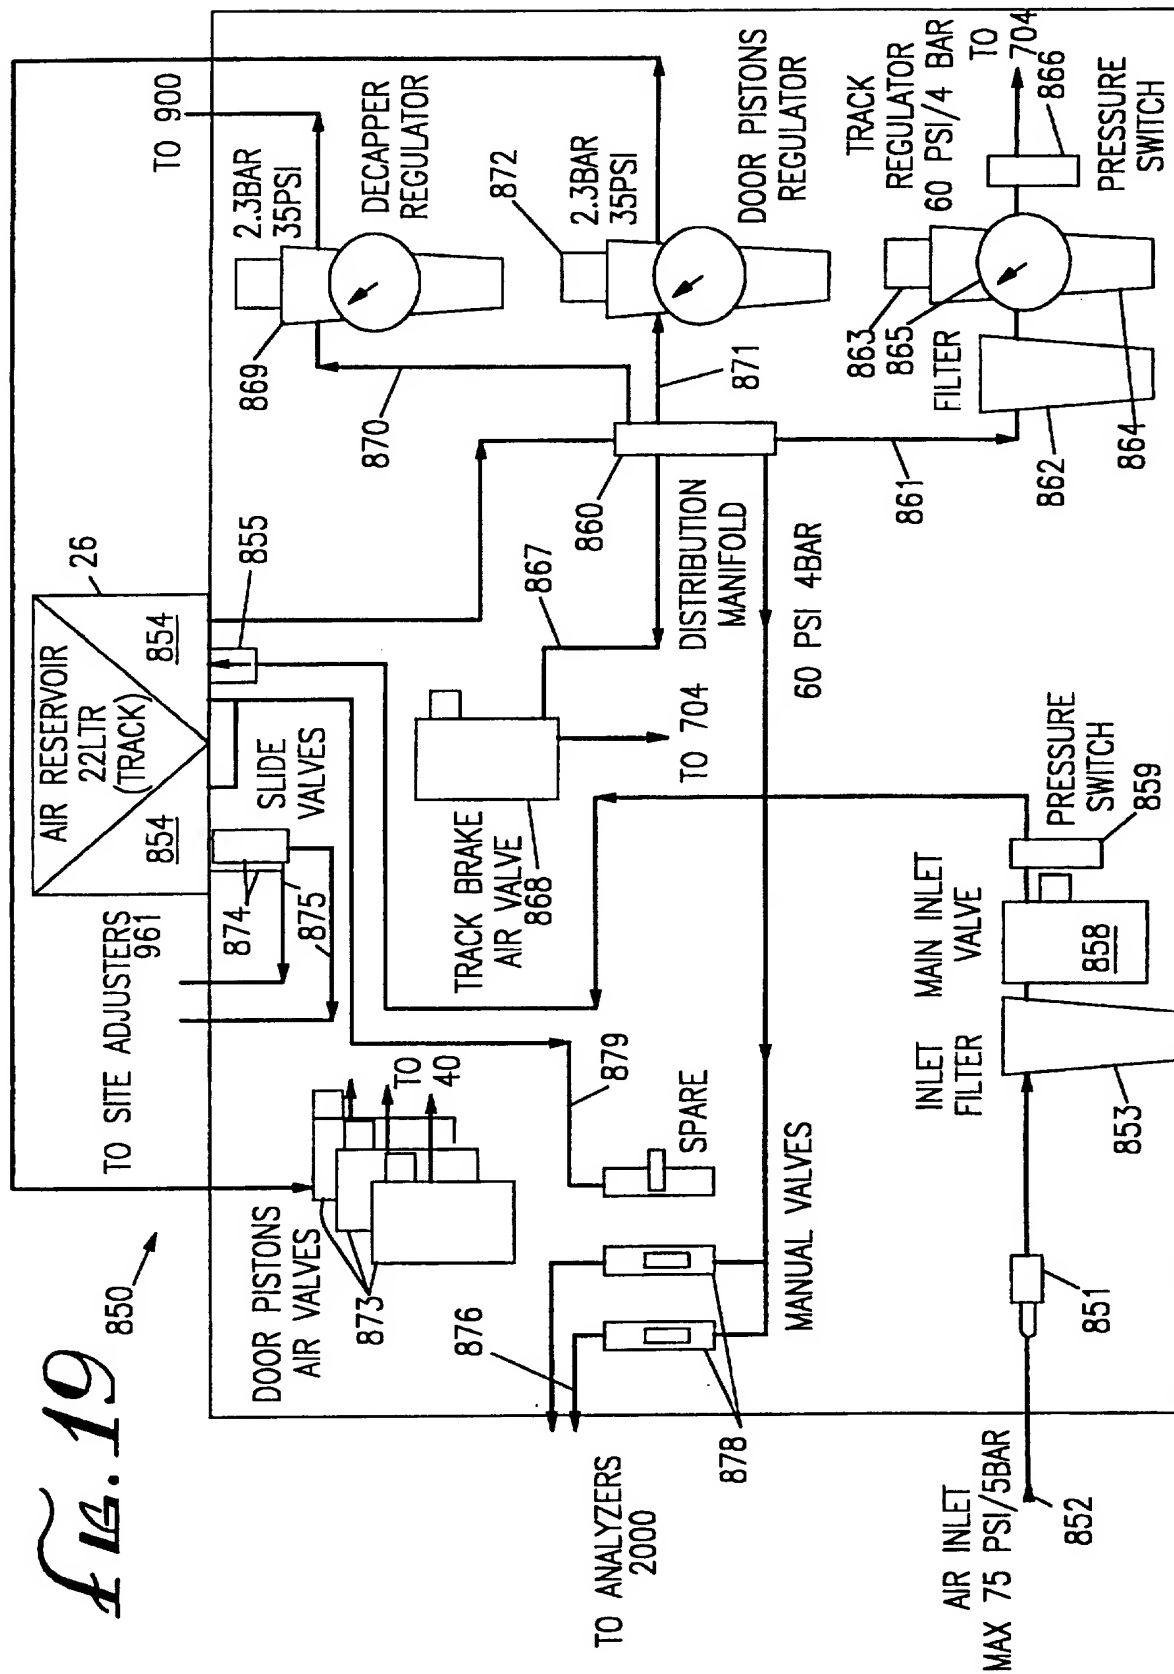 FIG. 19
850
TO SITE ADJUSTERS
961
AIR RESERVOIR
22LTR
(TRACK)
854
854
26
855
874
875
SLIDE
VALVES
TO 900
2.3BAR
35PSI
DECAPPER
REGULATOR
869
870
872
2.3BAR
35PSI
DOOR PISTONS
REGULATOR
871
DOOR PISTONS
AIR VALVES
873
TO
40
TRACK BRAKE
AIR VALVE
868
867
TO 704
860
DISTRIBUTION
MANIFOLD
60 PSI 4BAR
861
TRACK
REGULATOR
60 PSI/4 BAR
TO
704
866
863
865
FILTER
862
864
PRESSURE
SWITCH
876
879
SPARE
MANUAL VALVES
878
TO ANALYZERS
2000
AIR INLET
MAX 75 PSI/5BAR
852
851
INLET
FILTER
853
MAIN INLET
VALVE
858
PRESSURE
SWITCH
859